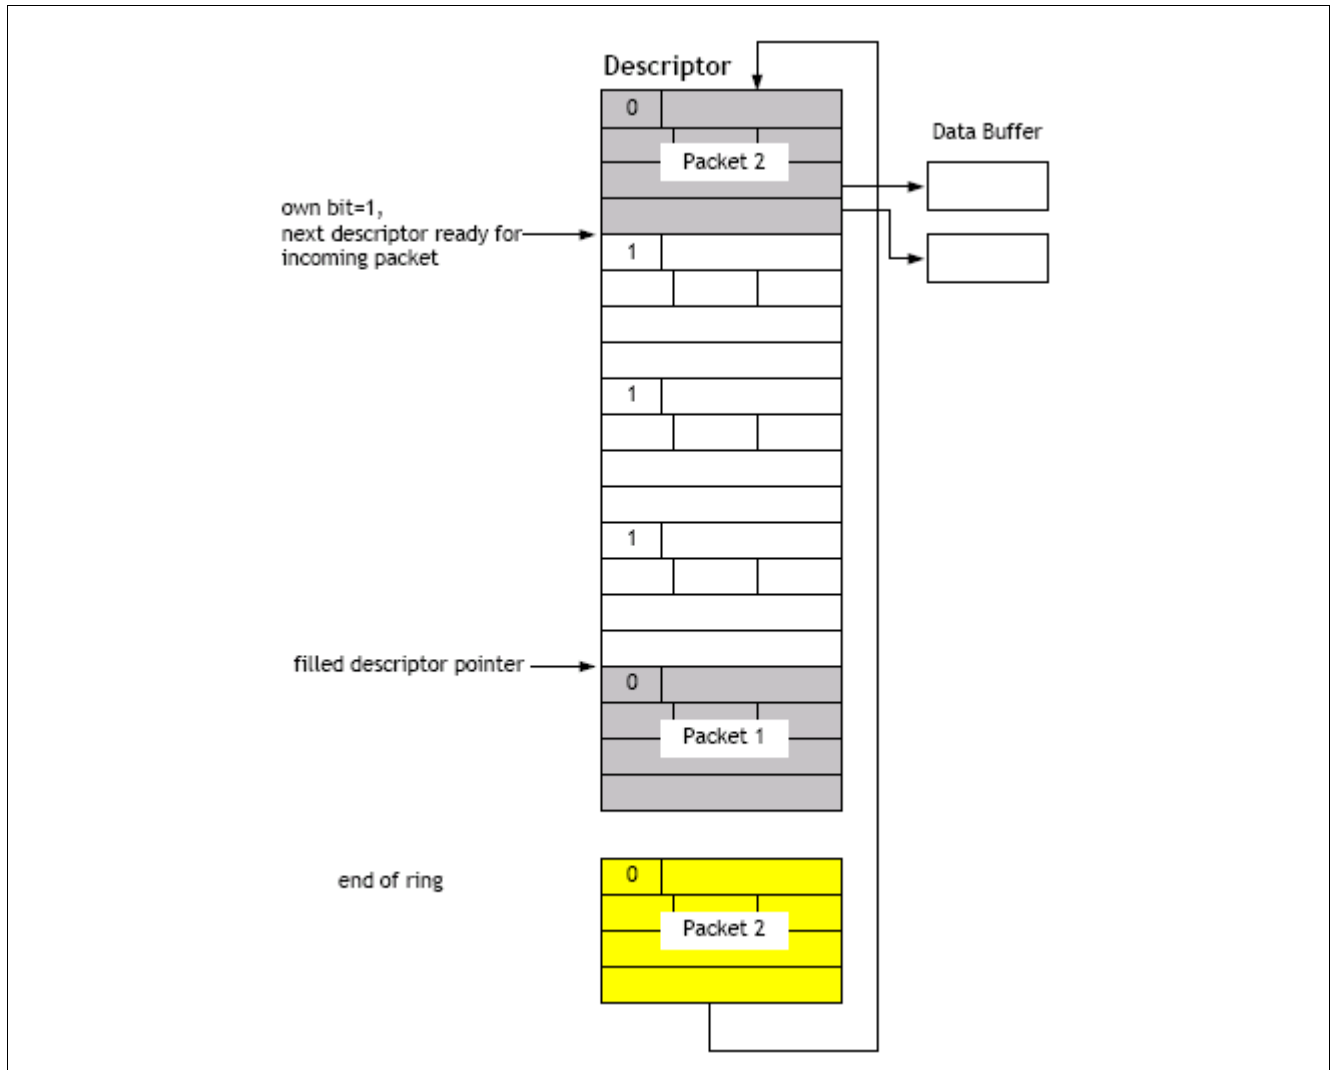 Descriptor
0
Data Buffer
Packet 2
own bit=1,
next descriptor ready for
incoming packet
1
1
1
filled descriptor pointer
0
Packet 1
0
end of ring
Packet 2